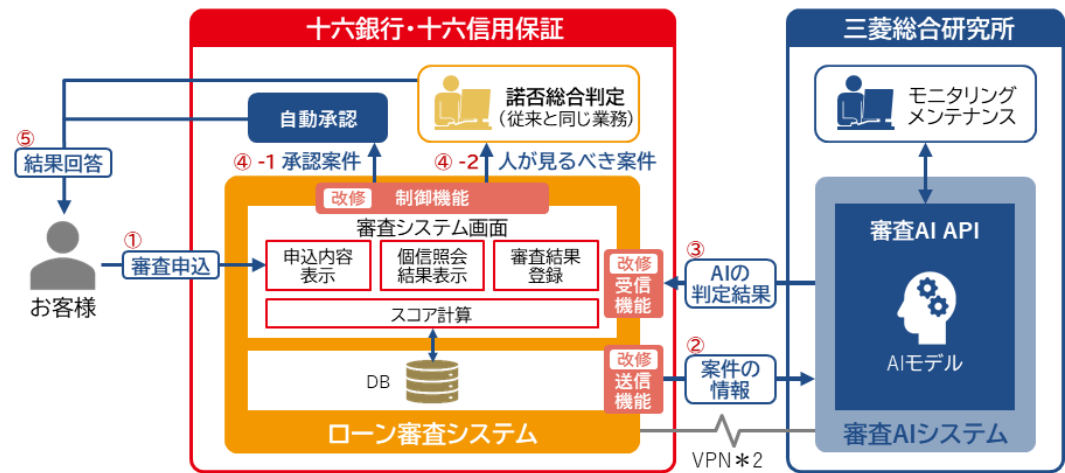 十六銀行・十六信用保証
三菱総合研究所
諾否総合判定
(従来と同じ業務)
自動承認
モニタリング
メンテナンス
⑤
結果回答
④ -1 承認案件
④ -2 人が見るべき案件
改修 制御機能
審査システム画面
①
審査申込
お客様
申込内容
表示
個信照会
結果表示
審査結果
登録
スコア計算
改修
受信
機能
③
AIの
判定結果
審査AI API
AIモデル
DB
改修
送信
機能
②
案件の
情報
ローン審査システム
VPN＊2
審査AIシステム